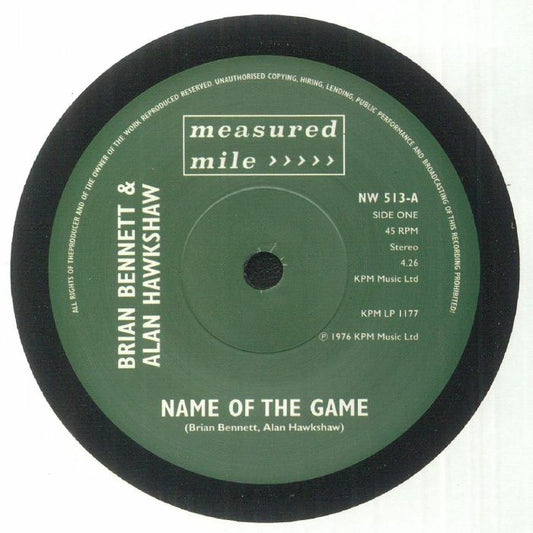 ALL RIGHTS OF THEPRODUCER AND OF THE OWNER OF THE WORK REPRODUCED RESERVED. UNAUTHORISED COPYING, HIRING, LENDING, PUBLIC PERFORMANCE AND BROADCASTING OF THIS RECORDING PROHIBITED!
measured
mile >>>>>
BRIAN BENNETT &
ALAN HAWKSHAW
NW 513-A
SIDE ONE
45 RPM
Stereo
4.26
KPM Music Ltd
KPM LP 1177
℗ 1976 KPM Music Ltd
NAME OF THE GAME
(Brian Bennett, Alan Hawkshaw)